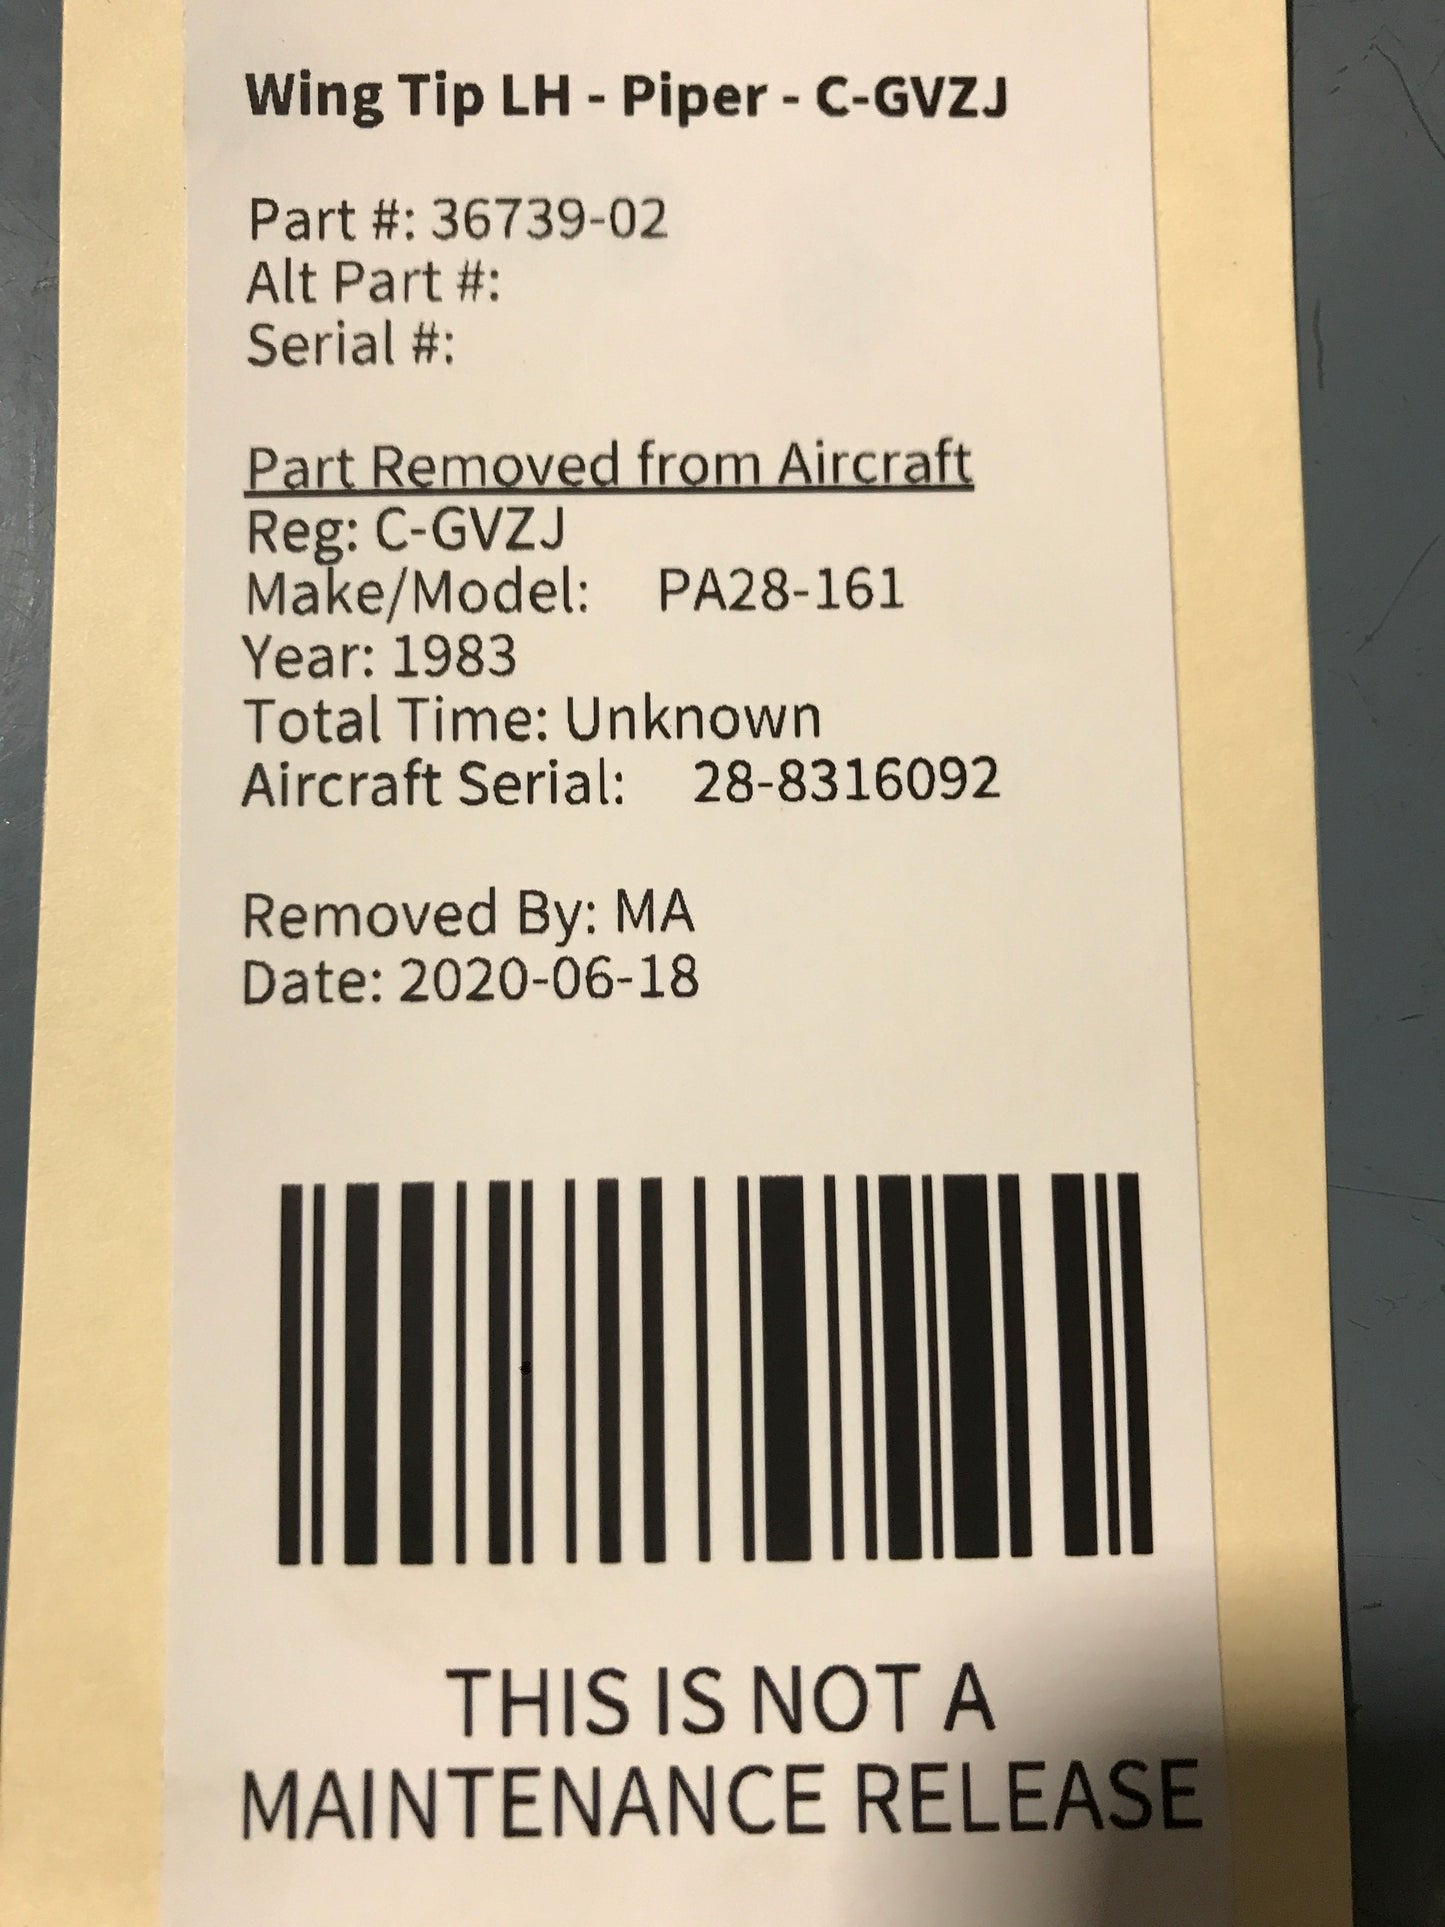 Wing Tip LH - Piper - C-GVZJ
Part #: 36739-02
Alt Part #:
Serial #:
Part Removed from Aircraft
Reg: C-GVZJ
Make/Model: PA28-161
Year: 1983
Total Time: Unknown
Aircraft Serial: 28-8316092
Removed By: MA
Date: 2020-06-18
THIS IS NOT A
MAINTENANCE RELEASE